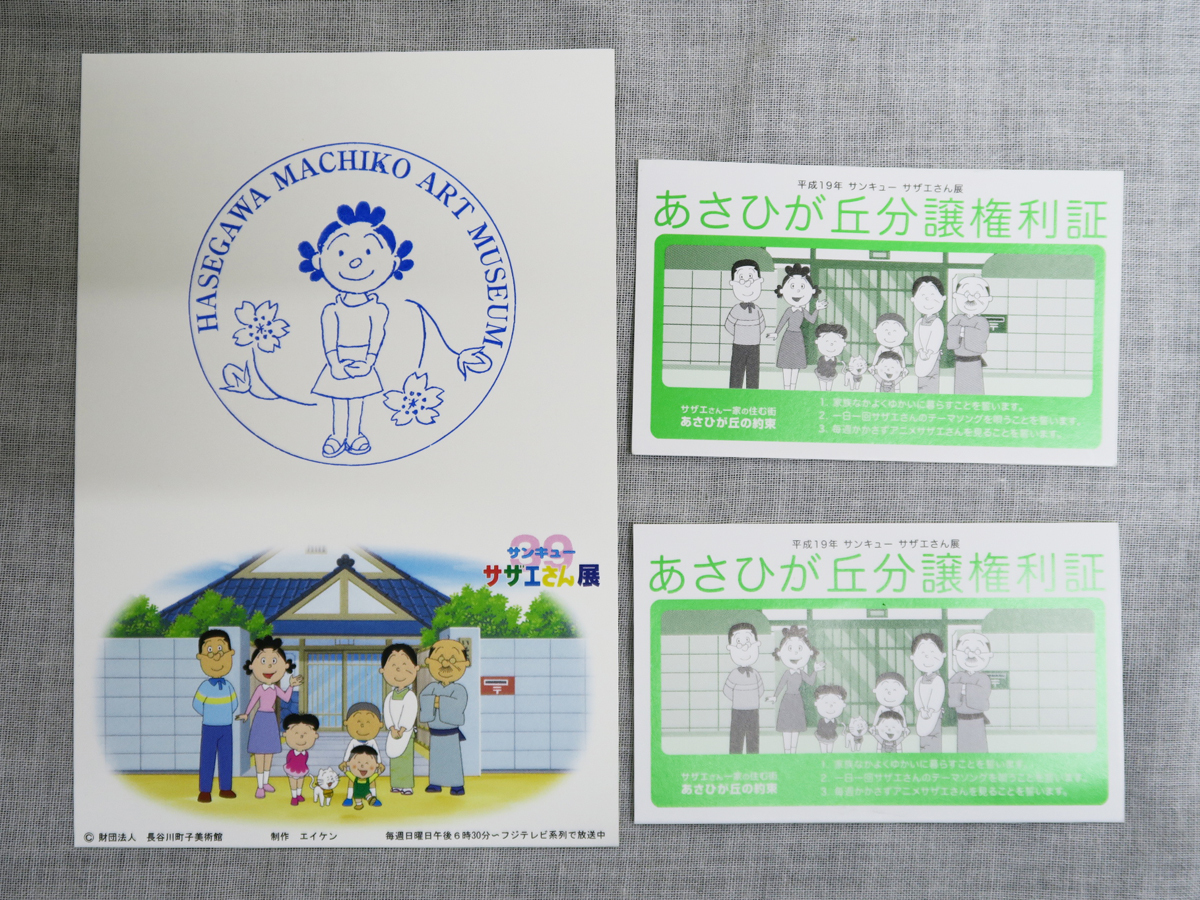 HASEGAWA MACHIKO ART MUSEUM
39
サンキュー
サザエさん展
© 財団法人 長谷川町子美術館 制作 エイケン 毎週日曜日午後6時30分〜フジテレビ系列で放送中
平成19年 サンキュー サザエさん展
あさひが丘分譲権利証
サザエさん一家の住む街
あさひが丘の約束
1. 家族なかよくゆかいに暮らすことを誓います。
2. 一日一回サザエさんのテーマソングを唄うことを誓います。
3. 毎週かかさずアニメサザエさんを見ることを誓います。
平成19年 サンキュー サザエさん展
あさひが丘分譲権利証
サザエさん一家の住む街
あさひが丘の約束
1. 家族なかよくゆかいに暮らすことを誓います。
2. 一日一回サザエさんのテーマソングを唄うことを誓います。
3. 毎週かかさずアニメサザエさんを見ることを誓います。